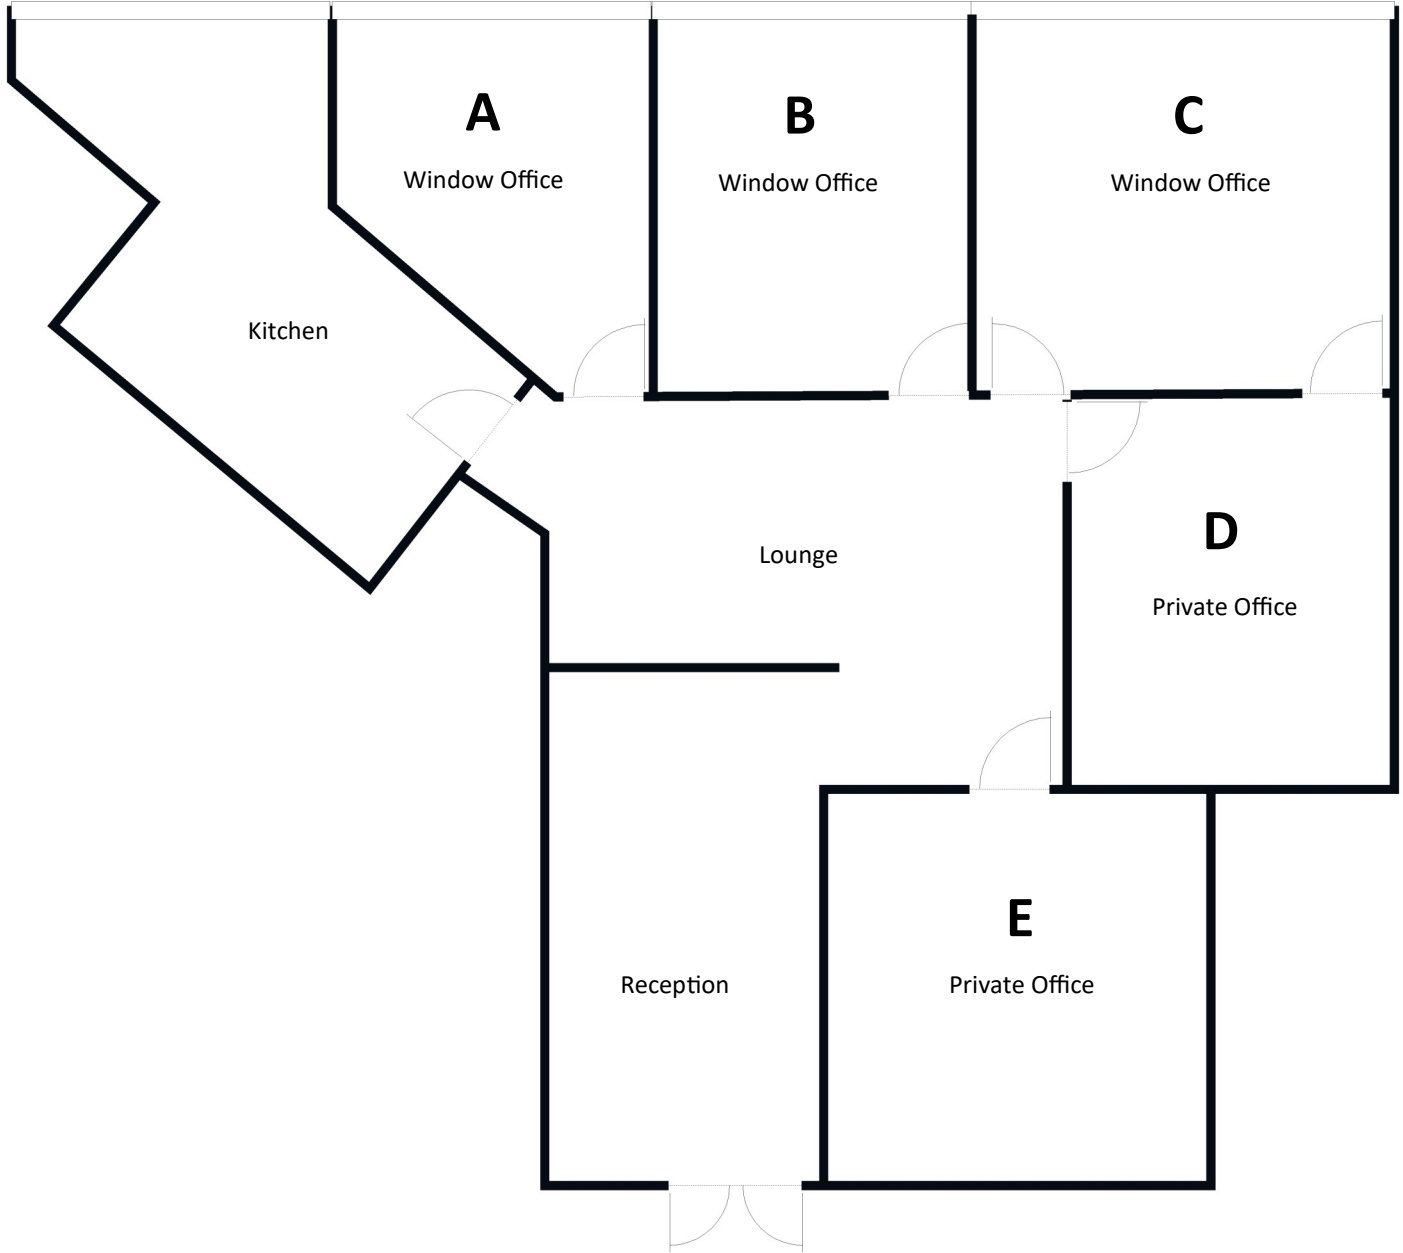 A
Window Office
B
Window Office
C
Window Office
Kitchen
Lounge
D
Private Office
E
Private Office
Reception